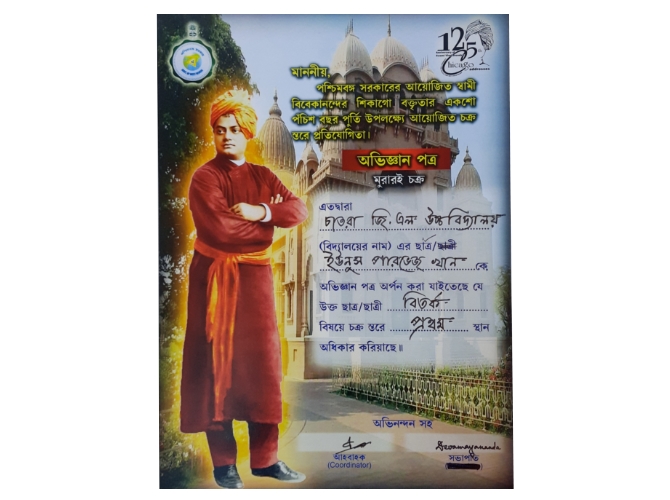 125
Chicago
মাননীয়,
পশ্চিমবঙ্গ সরকারের আয়োজিত স্বামী
বিবেকানন্দের শিকাগো বক্তৃতার একশো
পঁচিশ বছর পূর্তি উপলক্ষ্যে আয়োজিত চক্র
স্তরে প্রতিযোগিতা।
অভিজ্ঞান পত্র
মুরারই চক্র
এতদ্বারা
চাতরা জি.এল উচ্চ বিদ্যালয়
(বিদ্যালয়ের নাম) এর ছাত্র/ছাত্রী
ইউনুস পারভেজ খান কে
অভিজ্ঞান পত্র অর্পন করা যাইতেছে যে
উক্ত ছাত্র/ছাত্রী বিতর্ক
বিষয়ে চক্র স্তরে প্রথম স্থান
অধিকার করিয়াছে॥
অভিনন্দন সহ
আহবাহক
(Coordinator)
সভাপতি